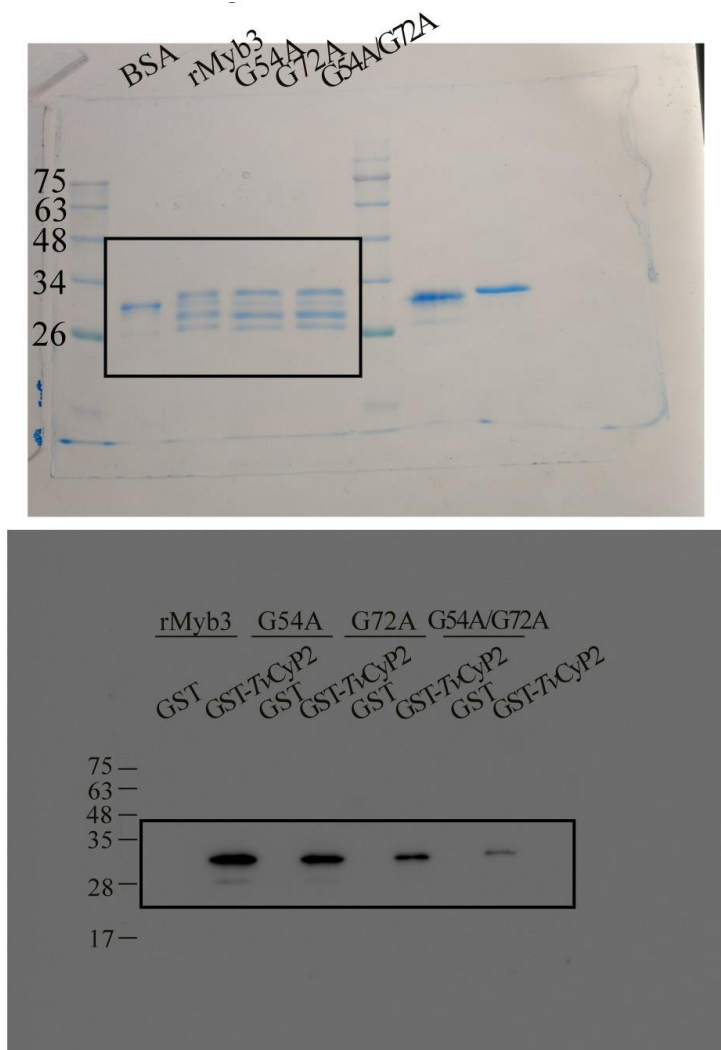 BSA
rMyb3
G54A
G72A
G54A/G72A
75
63
48
34
26
rMyb3 G54A G72A G54A/G72A
GST GST-TvCyP2 GST GST-TvCyP2 GST GST-TvCyP2 GST GST-TvCyP2
75
63
48
35
28
17